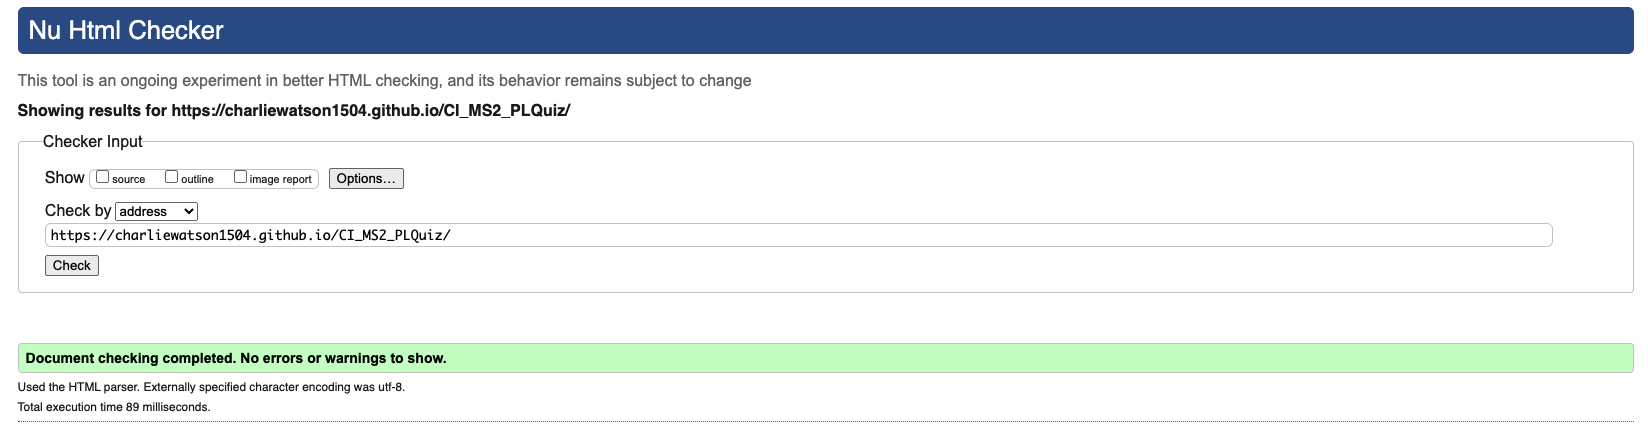 Nu Html Checker
This tool is an ongoing experiment in better HTML checking, and its behavior remains subject to change
Showing results for https://charliewatson1504.github.io/CI_MS2_PLQuiz/
Checker Input
Show source outline image report Options...
Check by address
https://charliewatson1504.github.io/CI_MS2_PLQuiz/
Check
Document checking completed. No errors or warnings to show.
Used the HTML parser. Externally specified character encoding was utf-8.
Total execution time 89 milliseconds.